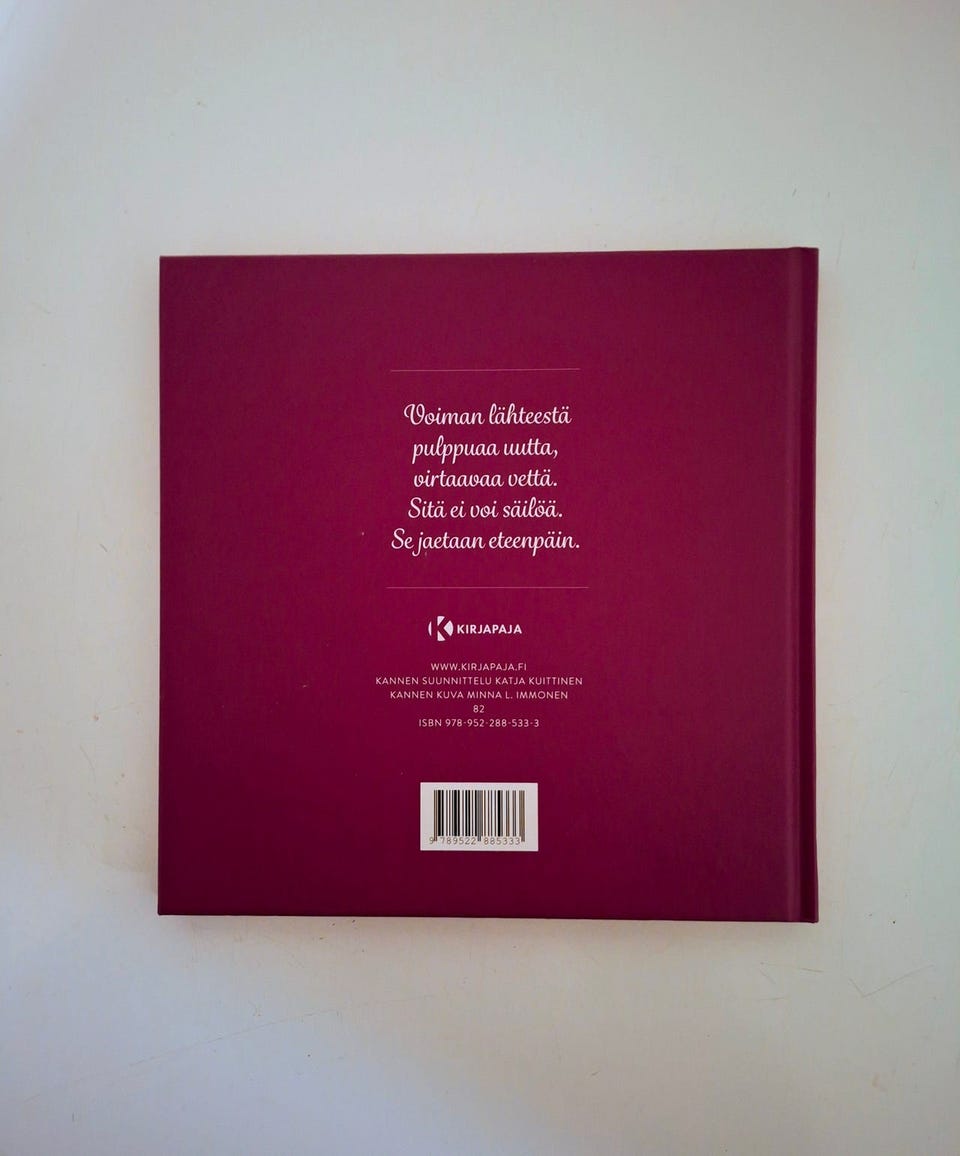 Voiman lähteestä
pulppuaa uutta,
virtaavaa vettä.
Sitä ei voi säilöä.
Se jaetaan eteenpäin.
KIRJAPAJA
WWW.KIRJAPAJA.FI
KANNEN SUUNNITTELU KATJA KUITTINEN
KANNEN KUVA MINNA L. IMMONEN
82
ISBN 978-952-288-533-3
9 789522 885333